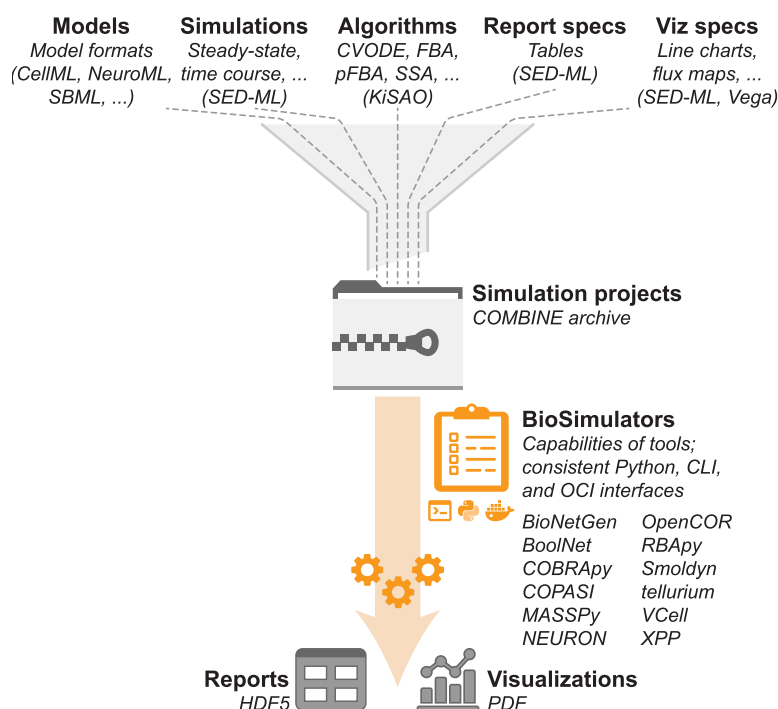 Models
Model formats
(CellML, NeuroML,
SBML, ...)
Simulations
Steady-state,
time course, ...
(SED-ML)
Algorithms
CVODE, FBA,
pFBA, SSA, ...
(KiSAO)
Report specs
Tables
(SED-ML)
Viz specs
Line charts,
flux maps, ...
(SED-ML, Vega)
Simulation projects
COMBINE archive
BioSimulators
Capabilities of tools;
consistent Python, CLI,
and OCI interfaces
BioNetGen
BoolNet
COBRApy
COPASI
MASSPy
NEURON
OpenCOR
RBApy
Smoldyn
tellurium
VCell
XPP
Reports
HDF5
Visualizations
PDF